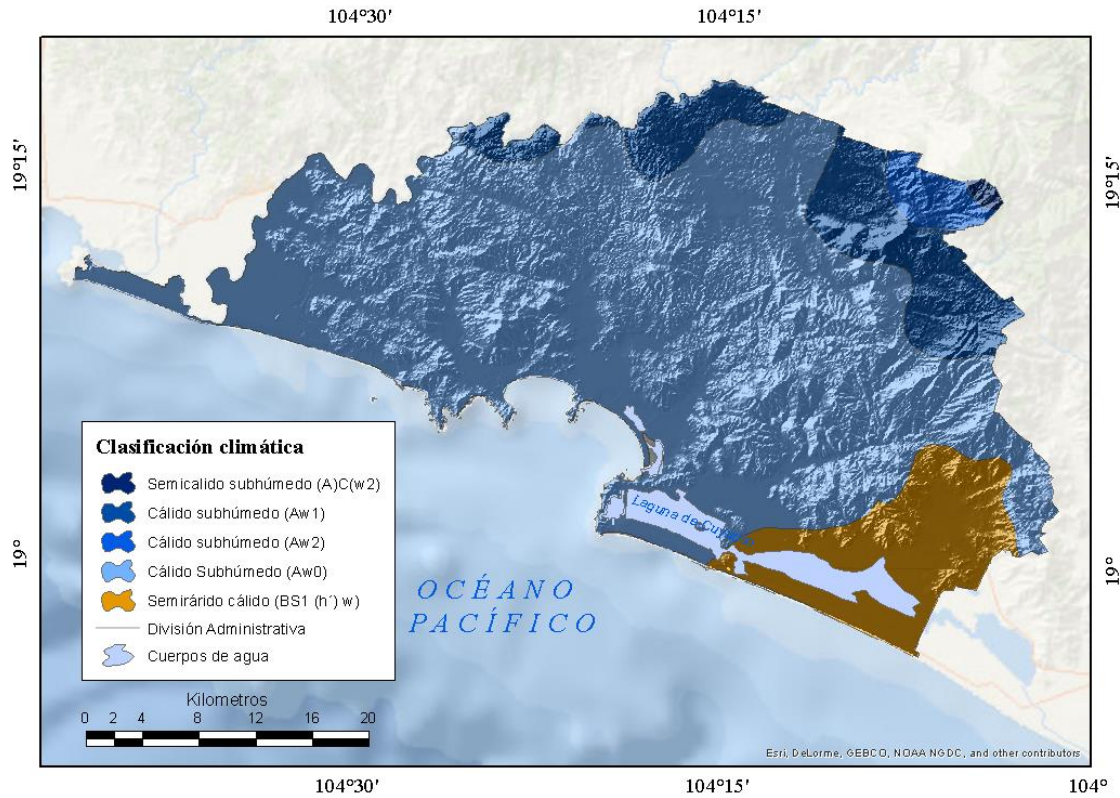 104°30'
104°15'
19°15'
19°15'
Clasificación climática
Semicalido subhúmedo (A)C(w2)
Cálido subhúmedo (Aw1)
Cálido subhúmedo (Aw2)
Cálido Subhúmedo (Aw0)
Semirárido cálido (BS1 (h´) w)
División Administrativa
Cuerpos de agua
Kilometros
0 2 4 8 12 16 20
Laguna de
OCÉANO
PACÍFICO
19°
19°
Esri, DeLorme, GEBCO, NOAA NGDC, and other contributors
104°30'
104°15'
104°